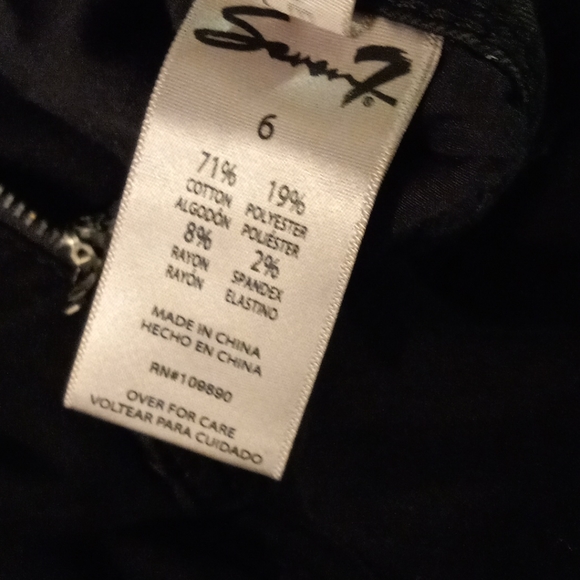 Seven7®
6
71% 19%
COTTON POLYESTER
ALGODÓN POLIÉSTER
8% 2%
RAYON SPANDEX
RAYÓN ELASTINO
MADE IN CHINA
HECHO EN CHINA
RN#109890
OVER FOR CARE
VOLTEAR PARA CUIDADO